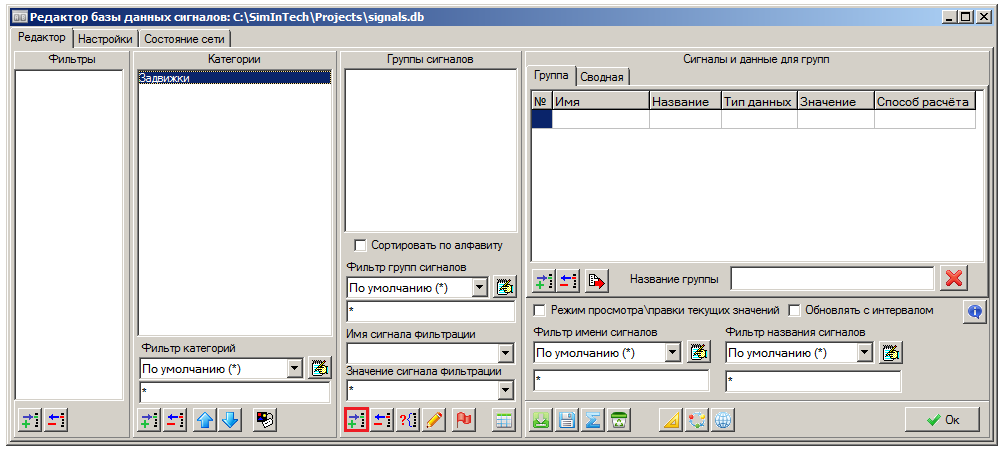 Редактор базы данных сигналов: C:\SimInTech\Projects\signals.db
Редактор Настройки Состояние сети
Фильтры
Категории
Задвижки
Фильтр категорий
По умолчанию (*)
*
Группы сигналов
Сортировать по алфавиту
Фильтр групп сигналов
По умолчанию (*)
*
Имя сигнала фильтрации
Значение сигнала фильтрации
*
Сигналы и данные для групп
Группа Сводная
№ Имя Название Тип данных Значение Способ расчёта
Название группы
Режим просмотра\правки текущих значений Обновлять с интервалом
Фильтр имени сигналов Фильтр названия сигналов
По умолчанию (*) По умолчанию (*)
* *
Ок